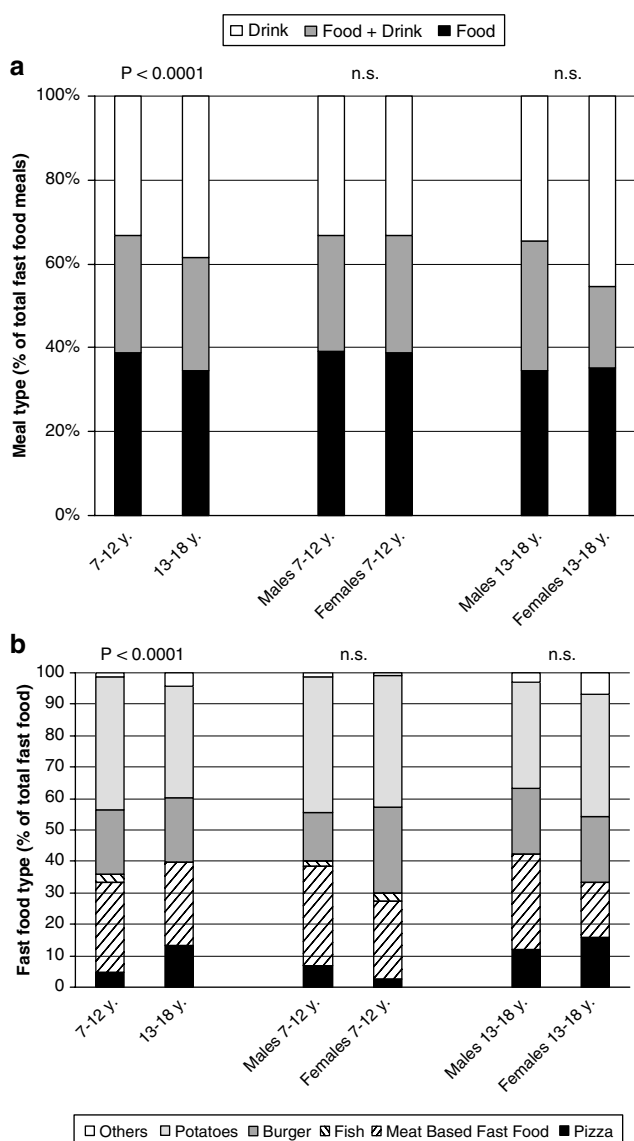 Drink Food + Drink Food
a
P < 0.0001 n.s. n.s.
100%
80%
60%
40%
20%
0%
Meal type (% of total fast food meals)
7-12 y. 13-18 y. Males 7-12 y. Females 7-12 y. Males 13-18 y. Females 13-18 y.
b
P < 0.0001 n.s. n.s.
100
90
80
70
60
50
40
30
20
10
0
Fast food type (% of total fast food)
7-12 y. 13-18 y. Males 7-12 y. Females 7-12 y. Males 13-18 y. Females 13-18 y.
Others Potatoes Burger Fish Meat Based Fast Food Pizza